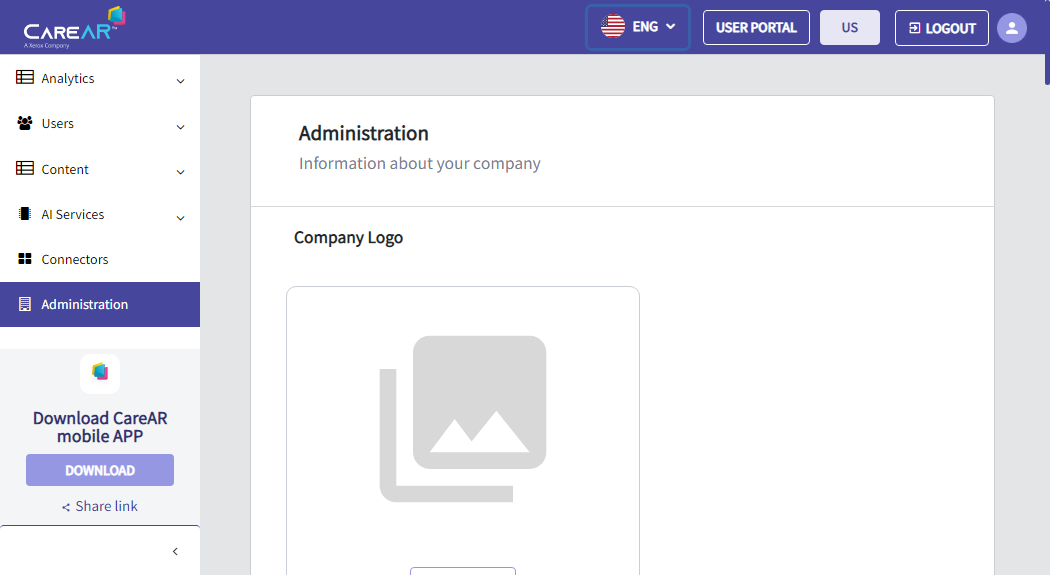 CAREAR™
A Xerox Company
ENG
USER PORTAL
US
LOGOUT
Analytics
Users
Content
AI Services
Connectors
Administration
Download CareAR
mobile APP
DOWNLOAD
Share link
Administration
Information about your company
Company Logo